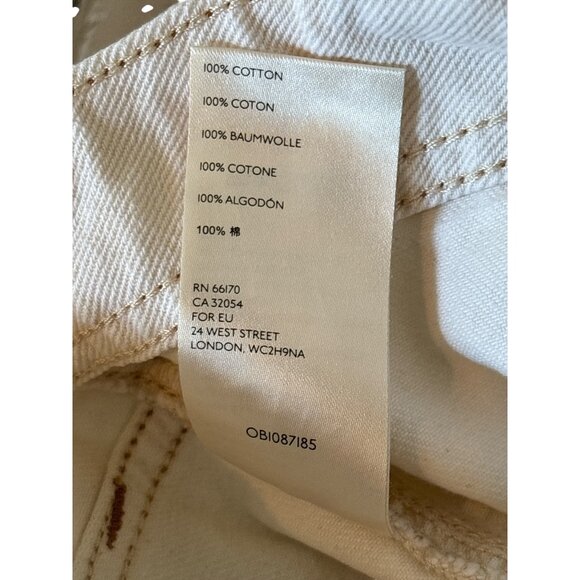 100% COTTON
100% COTON
100% BAUMWOLLE
100% COTONE
100% ALGODÓN
100% 棉
RN 66170
CA 32054
FOR EU
24 WEST STREET
LONDON, WC2H9NA
OB1087185